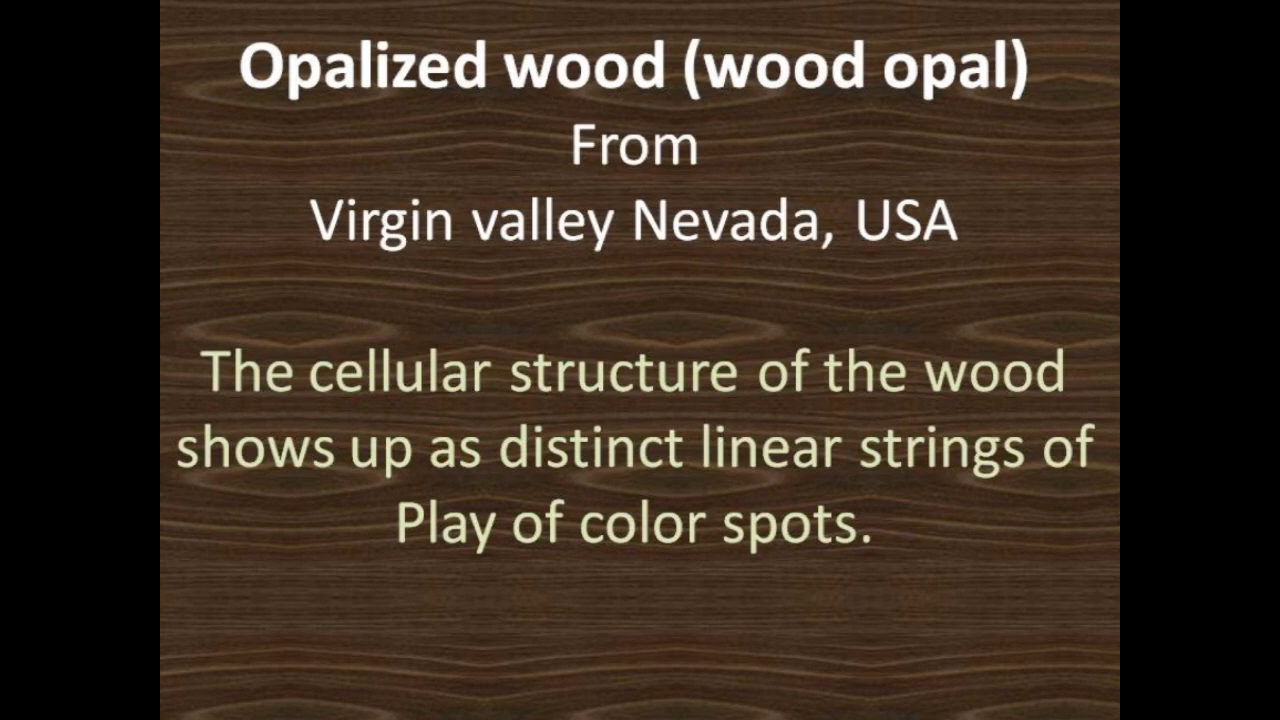 Opalized wood (wood opal)
From
Virgin valley Nevada, USA
The cellular structure of the wood
shows up as distinct linear strings of
Play of color spots.